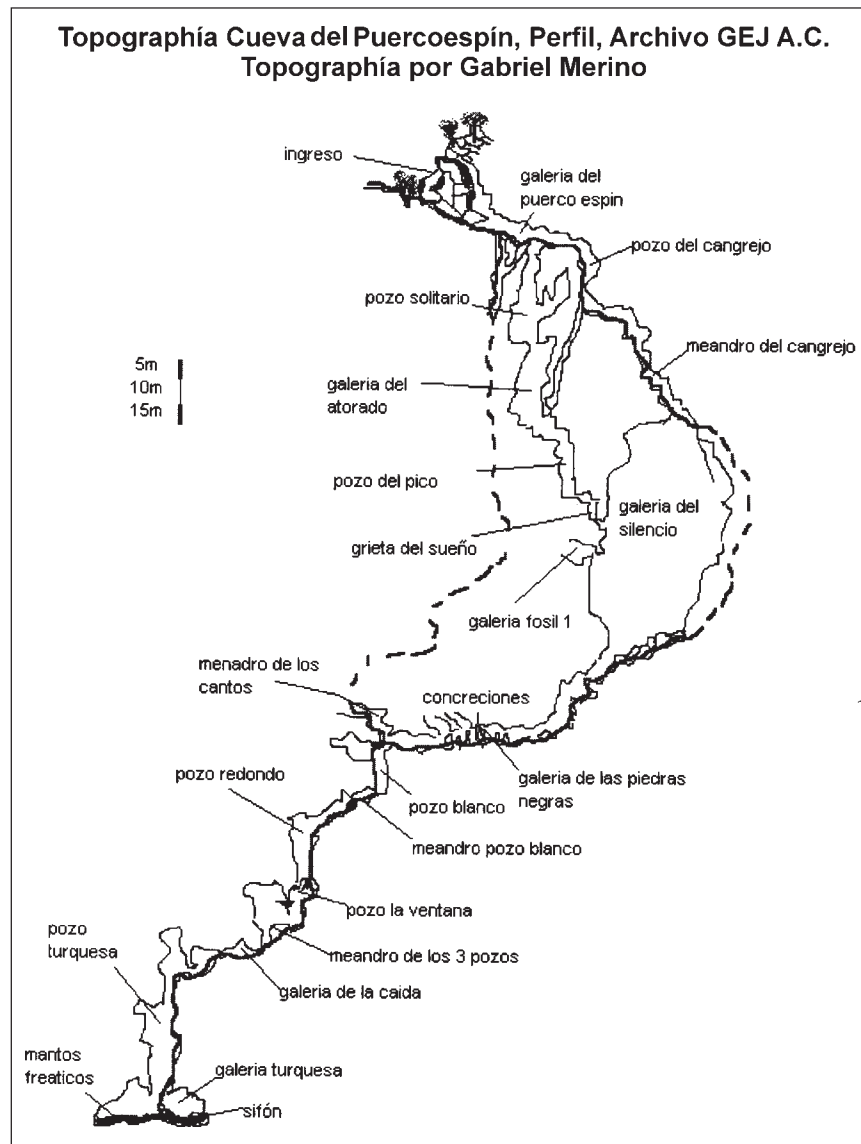 Topographía Cueva del Puercoespín, Perfil, Archivo GEJ A.C.
Topographía por Gabriel Merino
ingreso
galeria del
puerco espin
pozo del cangrejo
pozo solitario
meandro del cangrejo
5m
10m
15m
galeria del
atorado
pozo del pico
galeria del
silencio
grieta del sueño
galeria fosil 1
menadro de los
cantos
concreciones
galeria de las piedras
negras
pozo redondo
pozo blanco
meandro pozo blanco
pozo la ventana
pozo
turquesa
meandro de los 3 pozos
galeria de la caida
mantos
freaticos
galeria turquesa
sifón